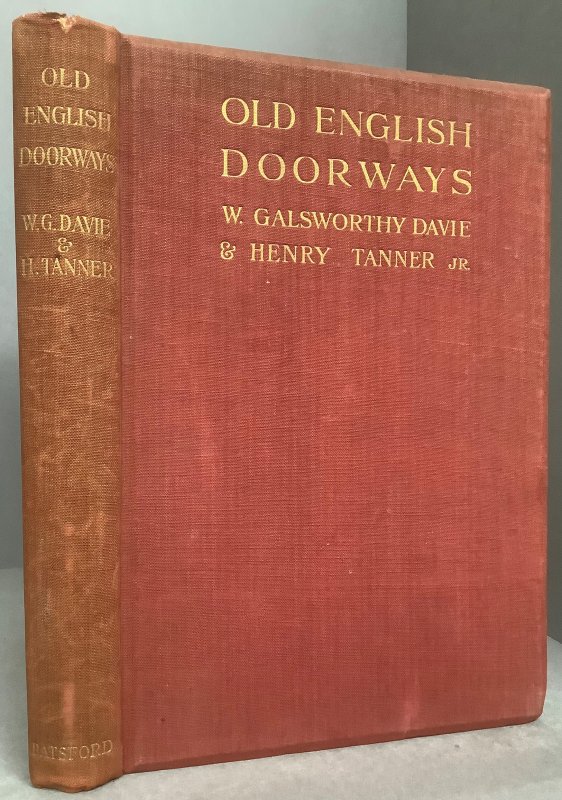 OLD
ENGLISH
DOORWAYS
W.G. DAVIE
&
H. TANNER
BATSFORD
OLD ENGLISH
DOORWAYS
W. GALSWORTHY DAVIE
& HENRY TANNER JR.